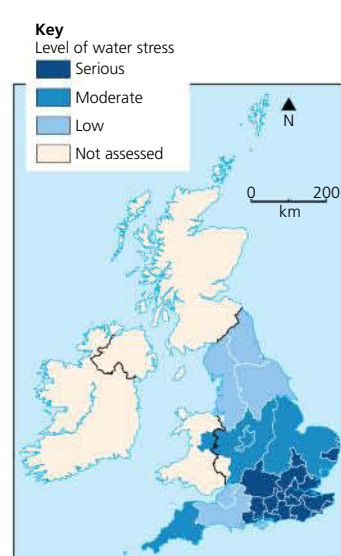 Key
Level of water stress
Serious
Moderate
Low
Not assessed
N
0 200
km